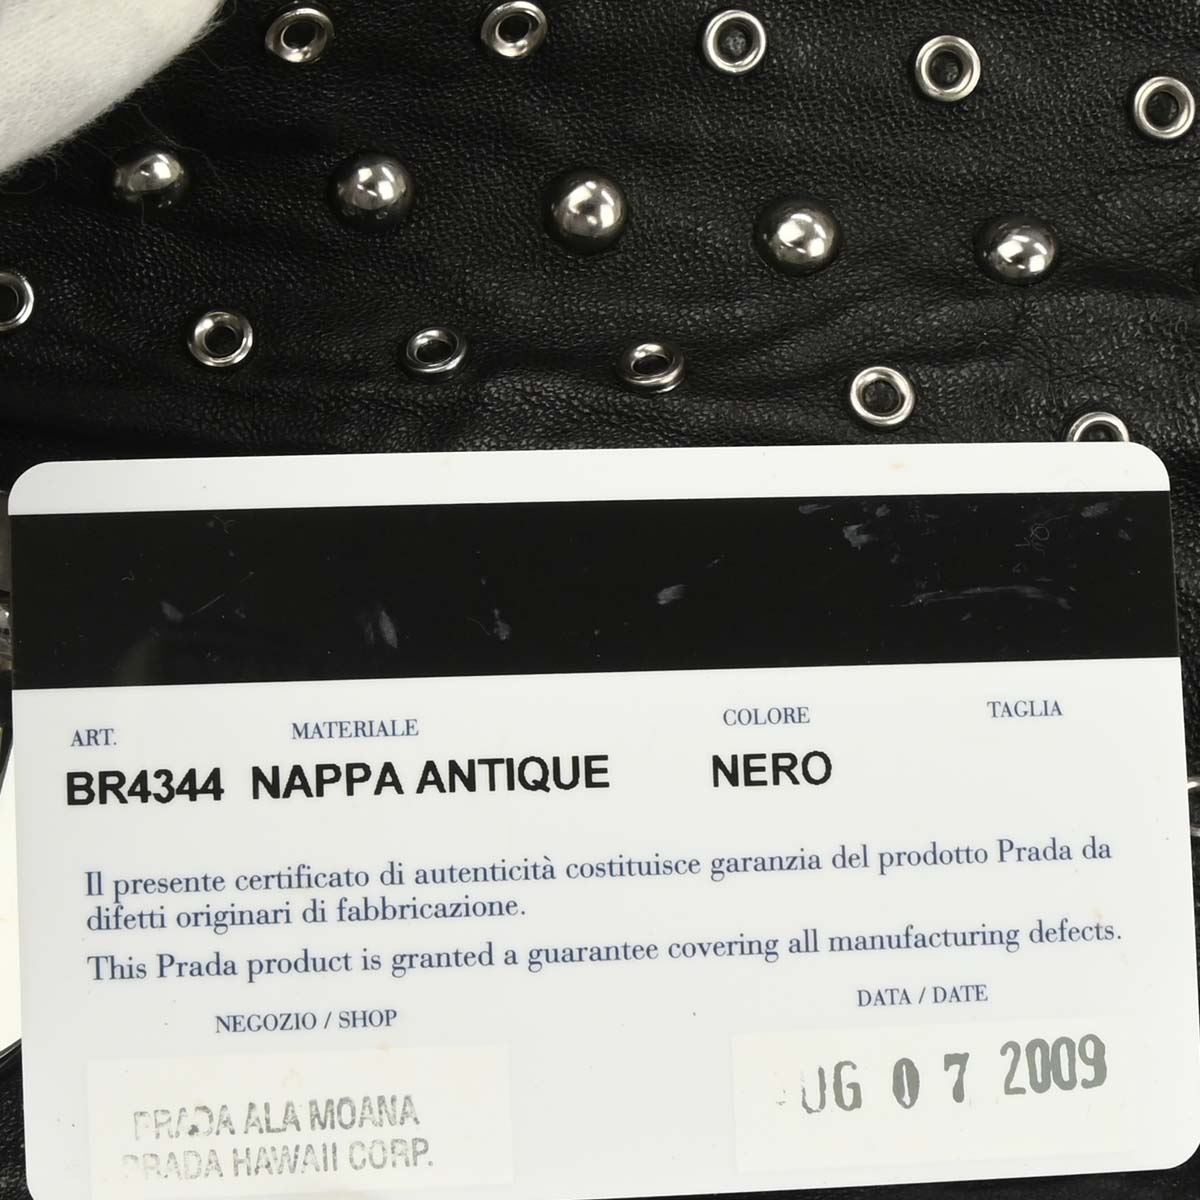 ART. MATERIALE COLORE TAGLIA
BR4344 NAPPA ANTIQUE NERO
Il presente certificato di autenticità costituisce garanzia del prodotto Prada da
difetti originari di fabbricazione.
This Prada product is granted a guarantee covering all manufacturing defects.
NEGOZIO / SHOP DATA / DATE
PRADA ALA MOANA UG 07 2009
PRADA HAWAII CORP.